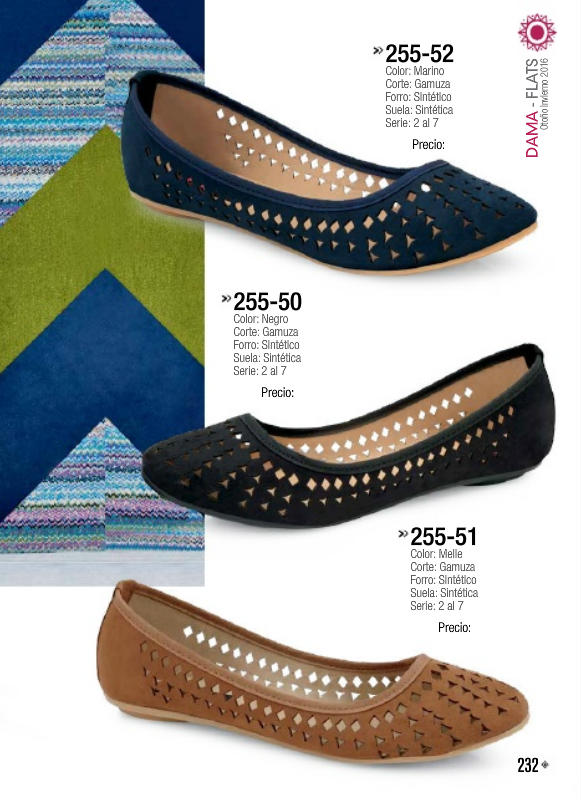 255-52
Color: Marino
Corte: Gamuza
Forro: Sintético
Suela: Sintética
Serie: 2 al 7
Precio:
DAMA - FLATS
Otoño Invierno 2016
255-50
Color: Negro
Corte: Gamuza
Forro: Sintético
Suela: Sintética
Serie: 2 al 7
Precio:
255-51
Color: Melle
Corte: Gamuza
Forro: Sintético
Suela: Sintética
Serie: 2 al 7
Precio:
232